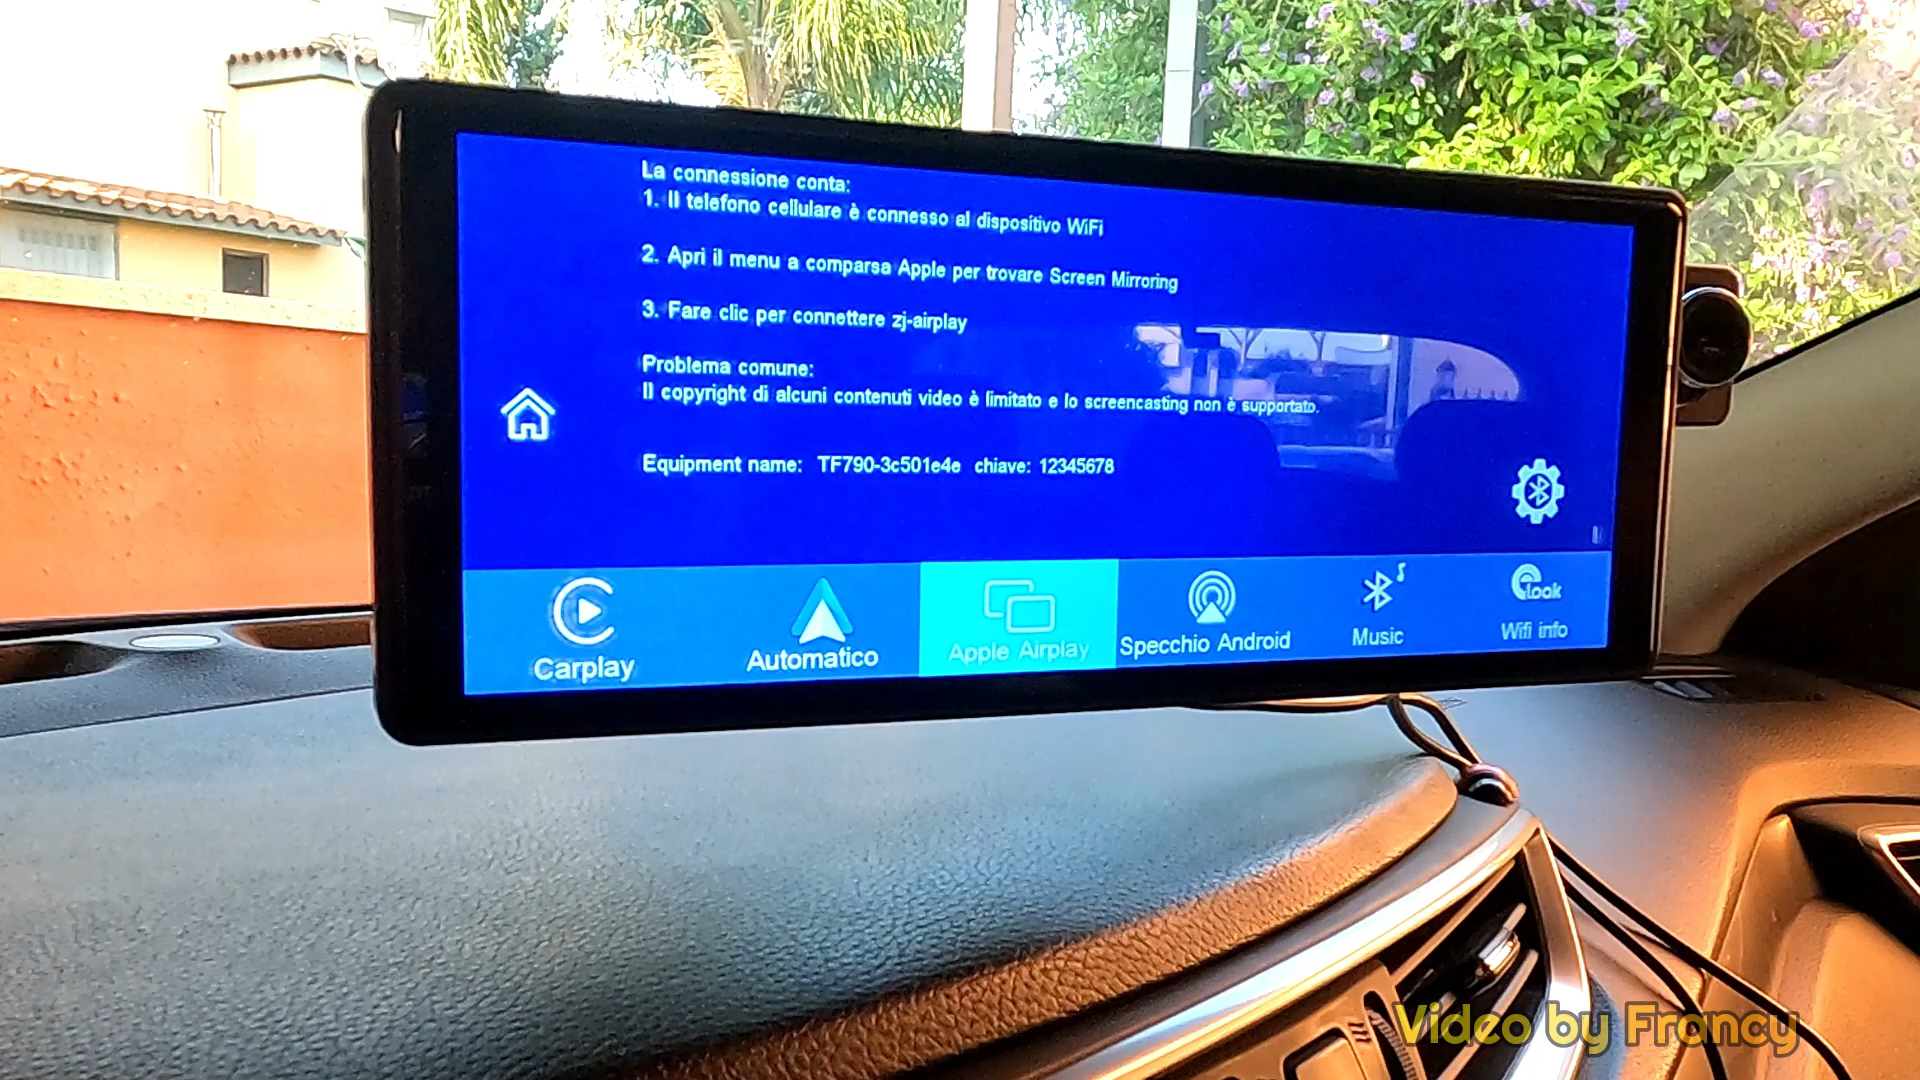 La connessione conta:
1. Il telefono cellulare è connesso al dispositivo WiFi
2. Apri il menu a comparsa Apple per trovare Screen Mirroring
3. Fare clic per connettere zj-airplay
Problema comune:
Il copyright di alcuni contenuti video è limitato e lo screencasting non è supportato.
Equipment name: TF790-3c501e4e chiave: 12345678
Carplay
Automatico
Apple Airplay
Specchio Android
Music
look
Wifi info
Video by Francy